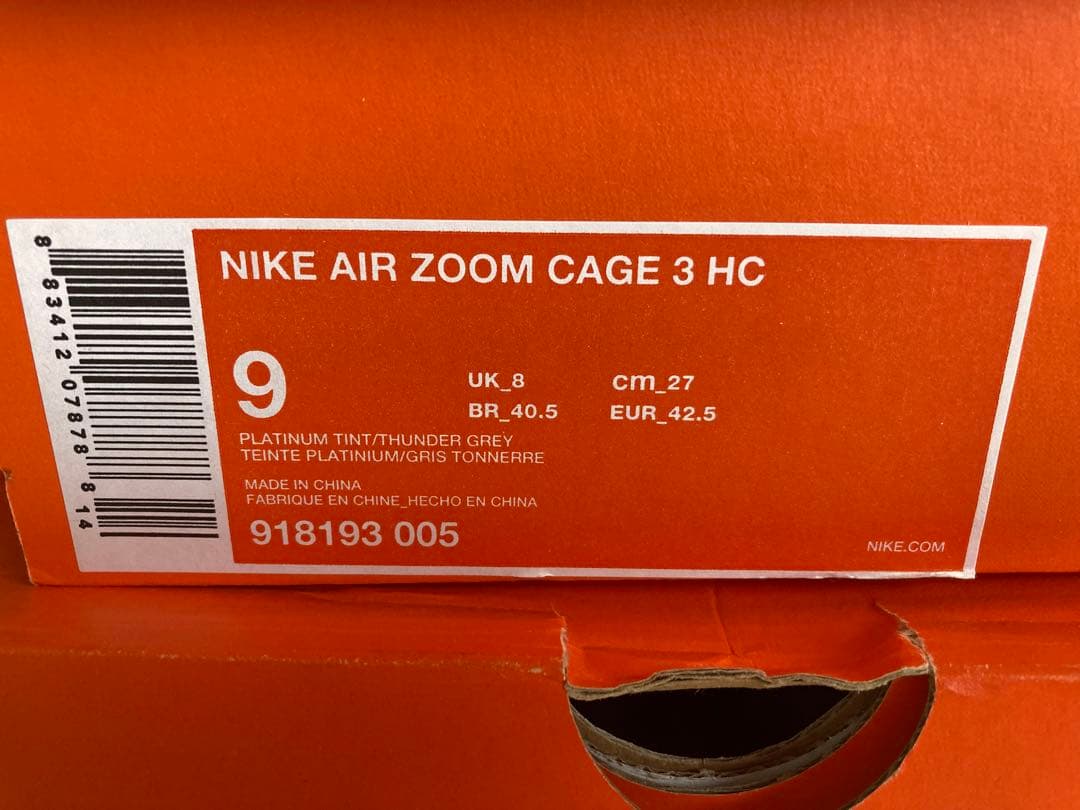 NIKE AIR ZOOM CAGE 3 HC
9
UK_8 cm_27
BR_40.5 EUR_42.5
PLATINUM TINT/THUNDER GREY
TEINTE PLATINIUM/GRIS TONNERRE
MADE IN CHINA
FABRIQUE EN CHINE_HECHO EN CHINA
918193 005
NIKE.COM
8 83412 07878 8 14